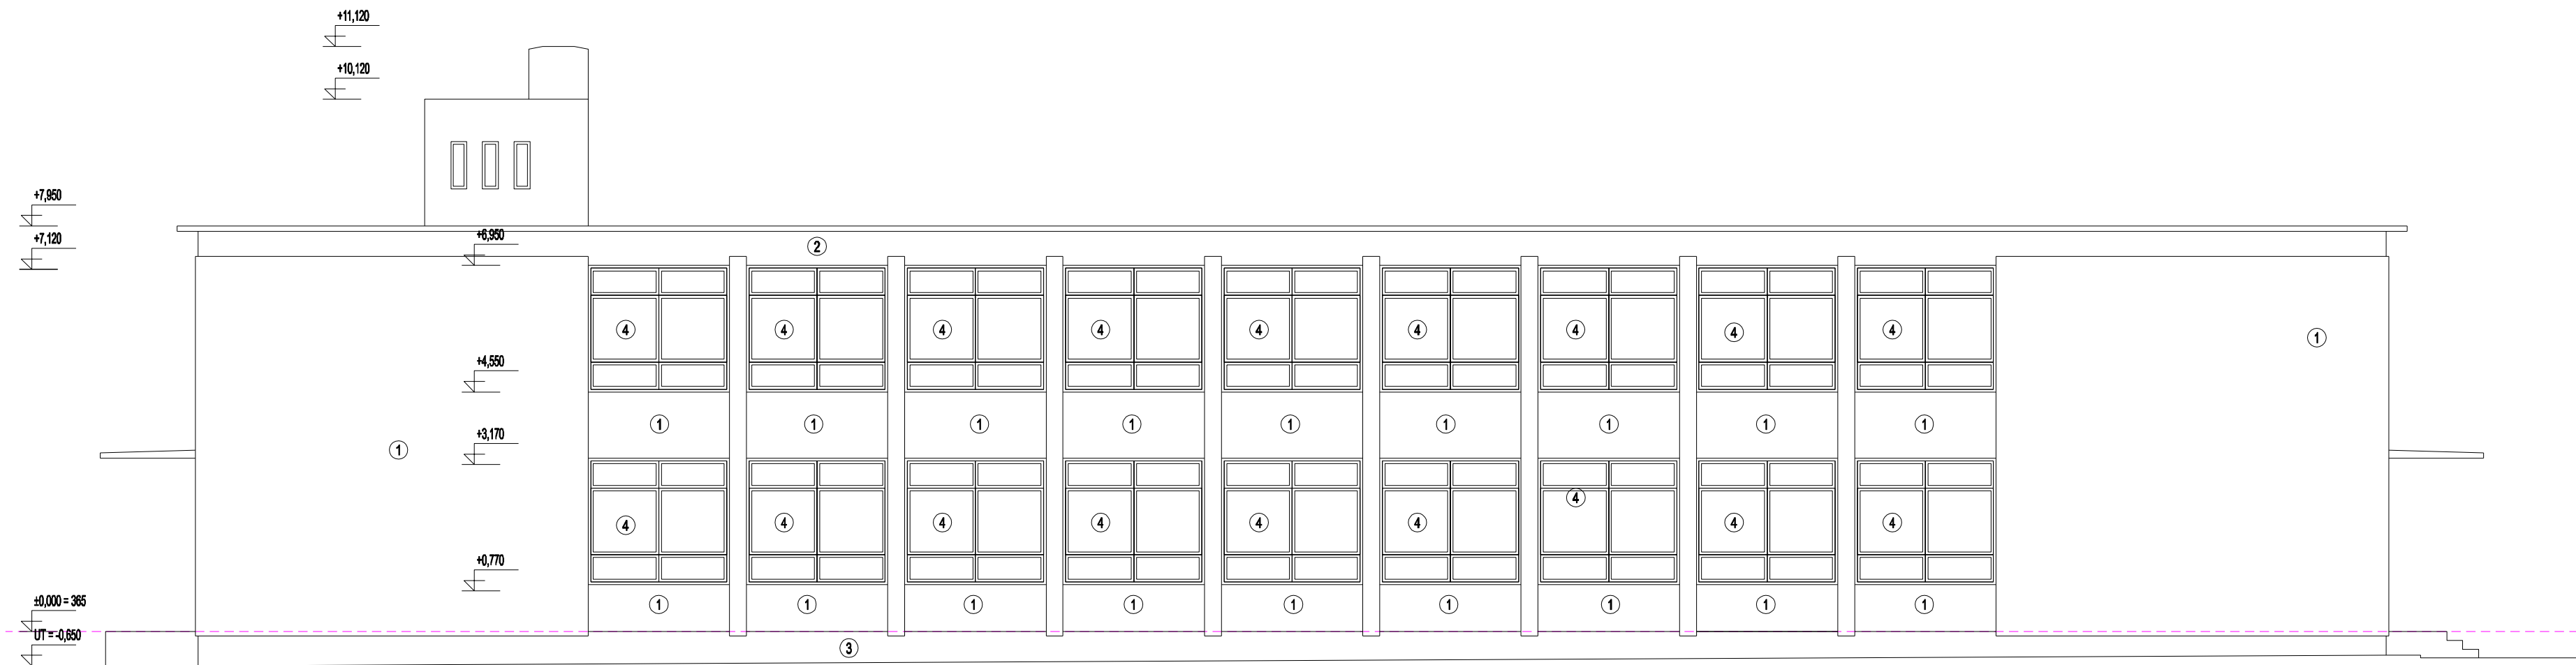 +11,120
+10,120
+7,950
+7,120
+6,950
2
4 4 4 4 4 4 4 4 4
1
+4,550
1 1 1 1 1 1 1 1 1
+3,170
1
4
4 4 4 4 4 4 4 4
+0,770
±0,000 = 365
1 1 1 1 1 1 1 1 1
UT = -0,650
3